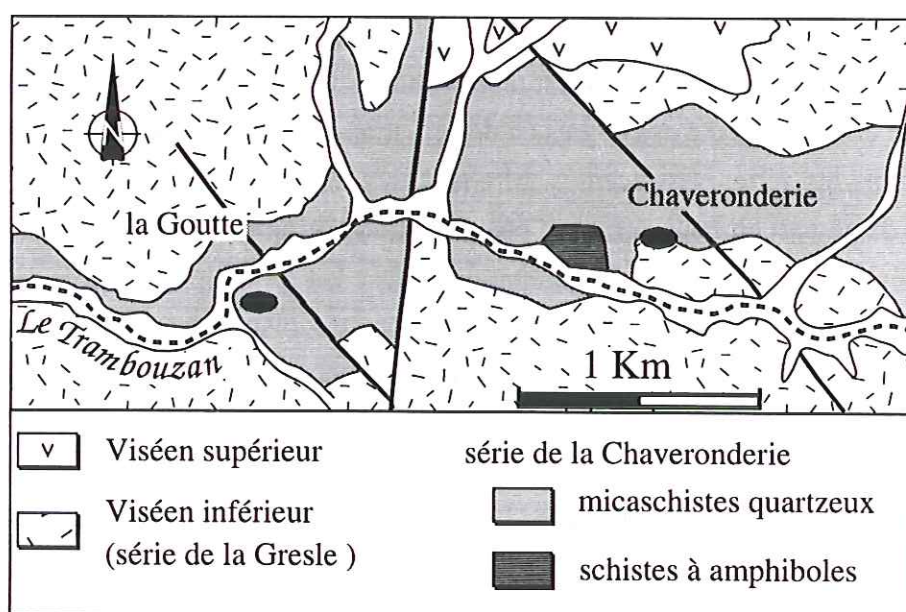 N
la Goutte
Chaveronderie
Le Trambouzan
1 Km
Viséen supérieur
Viséen inférieur
(série de la Gresle )
série de la Chaveronderie
micaschistes quartzeux
schistes à amphiboles